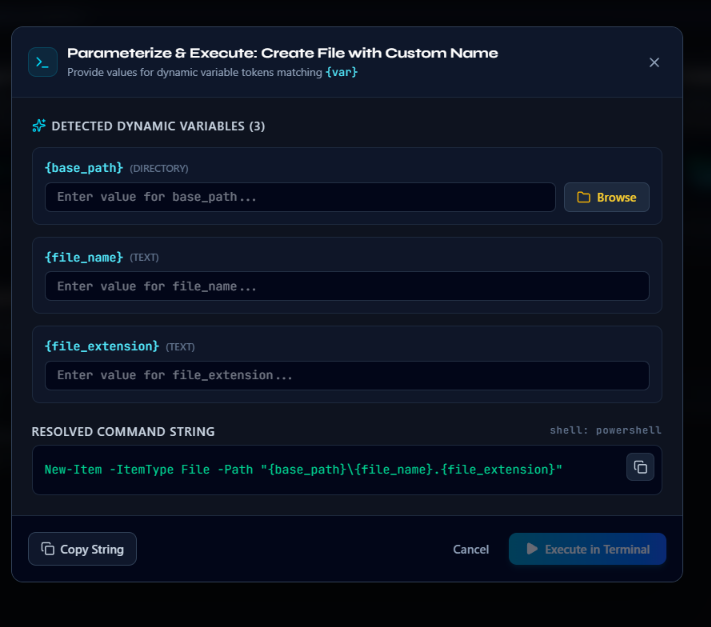 Parameterize & Execute: Create File with Custom Name
Provide values for dynamic variable tokens matching {var}
DETECTED DYNAMIC VARIABLES (3)
{base_path} (DIRECTORY)
Enter value for base_path...
Browse
{file_name} (TEXT)
Enter value for file_name...
{file_extension} (TEXT)
Enter value for file_extension...
RESOLVED COMMAND STRING
shell: powershell
New-Item -ItemType File -Path "{base_path}\{file_name}.{file_extension}"
Copy String
Cancel
Execute in Terminal